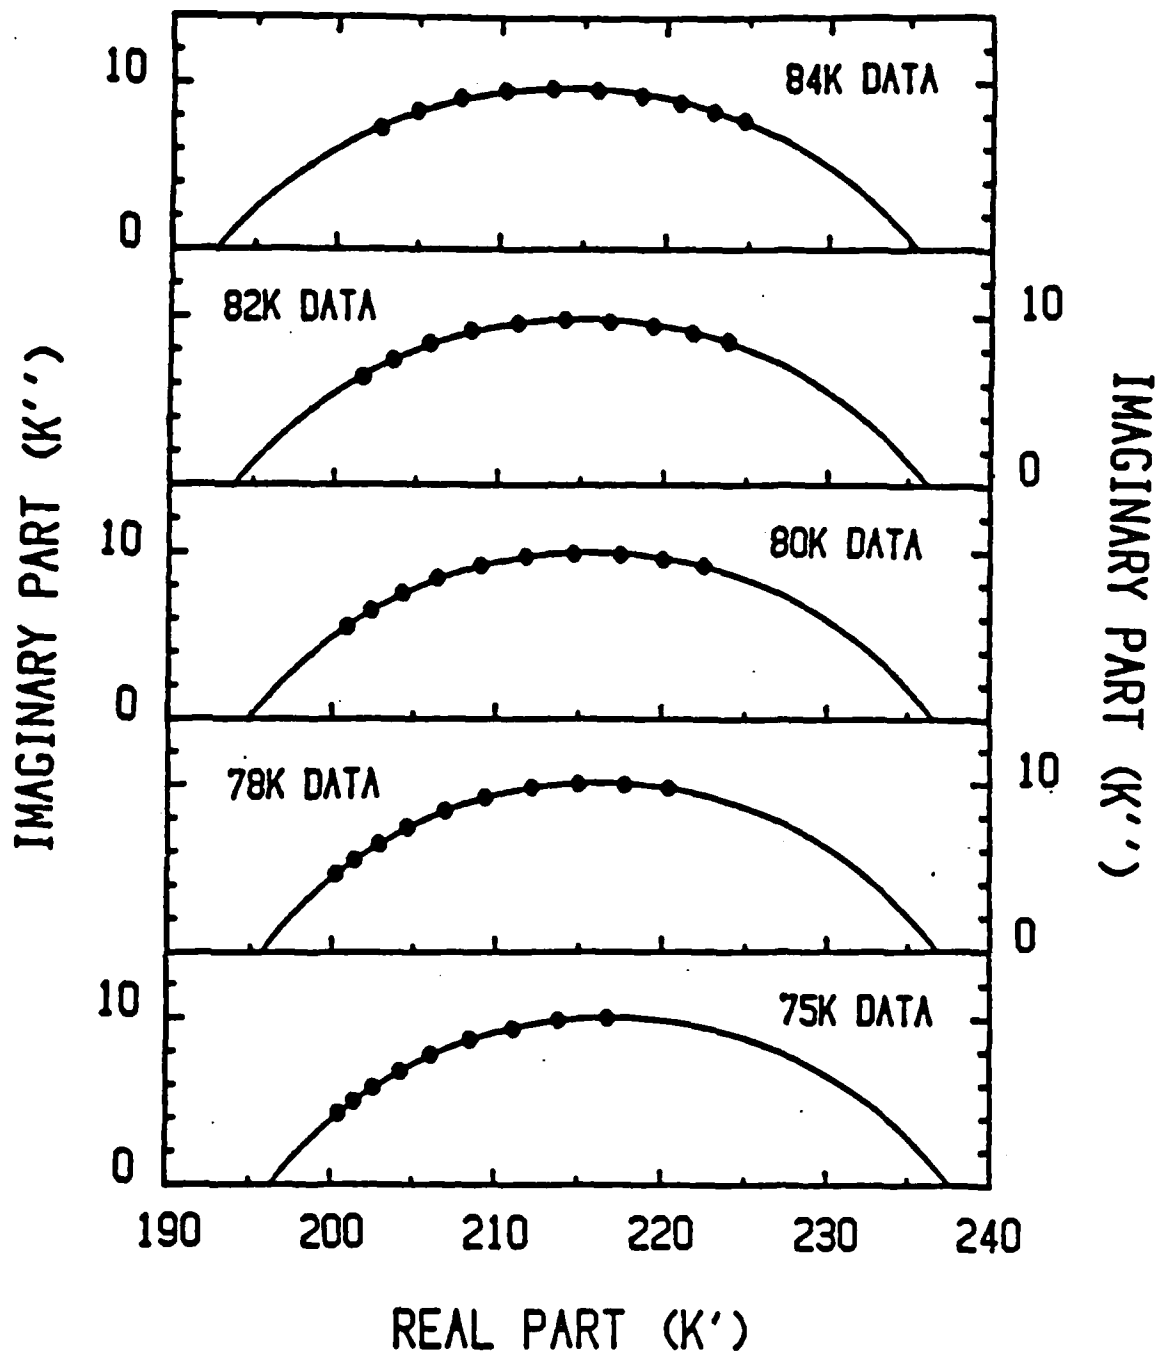 10
84K DATA
0
82K DATA
10
0
10
80K DATA
0
78K DATA
10
0
10
75K DATA
0
190 200 210 220 230 240
REAL PART (K')
IMAGINARY PART (K'')
IMAGINARY PART (K'')